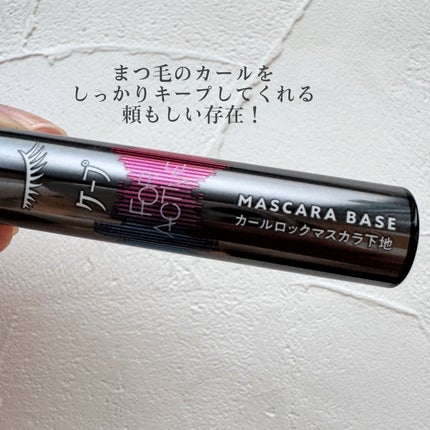 まつ毛のカールを
しっかりキープしてくれる
頼もしい存在！
ケープ
FOR
ACTIVE
MASCARA BASE
カールロックマスカラ下地